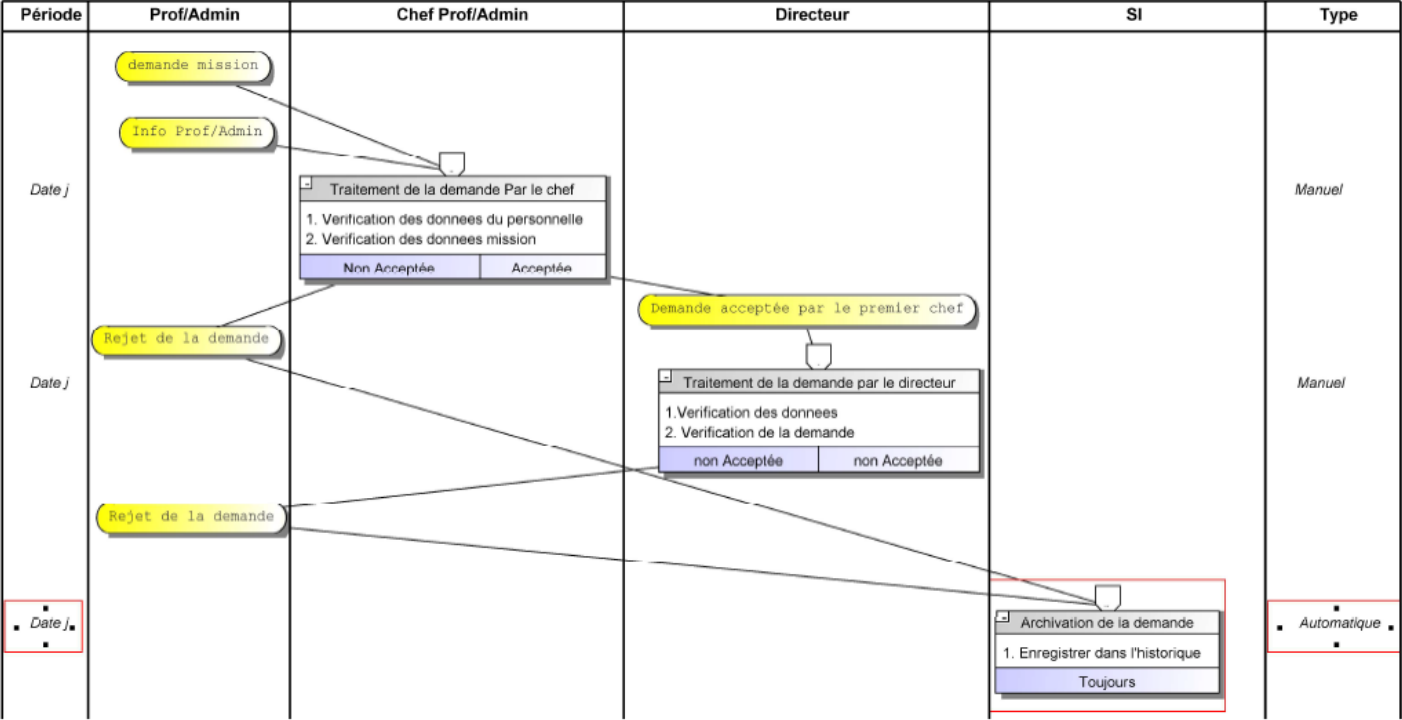 Période Prof/Admin Chef Prof/Admin Directeur SI Type
demande mission
Info Prof/Admin
Date j
Traitement de la demande Par le chef
Manuel
1. Verification des donnees du personnelle
2. Verification des donnees mission
Non Acceptée Acceptée
Demande acceptée par le premier chef
Rejet de la demande
Date j
Traitement de la demande par le directeur
Manuel
1.Verification des donnees
2. Verification de la demande
non Acceptée non Acceptée
Rejet de la demande
Date j
Archivation de la demande
Automatique
1. Enregistrer dans l'historique
Toujours